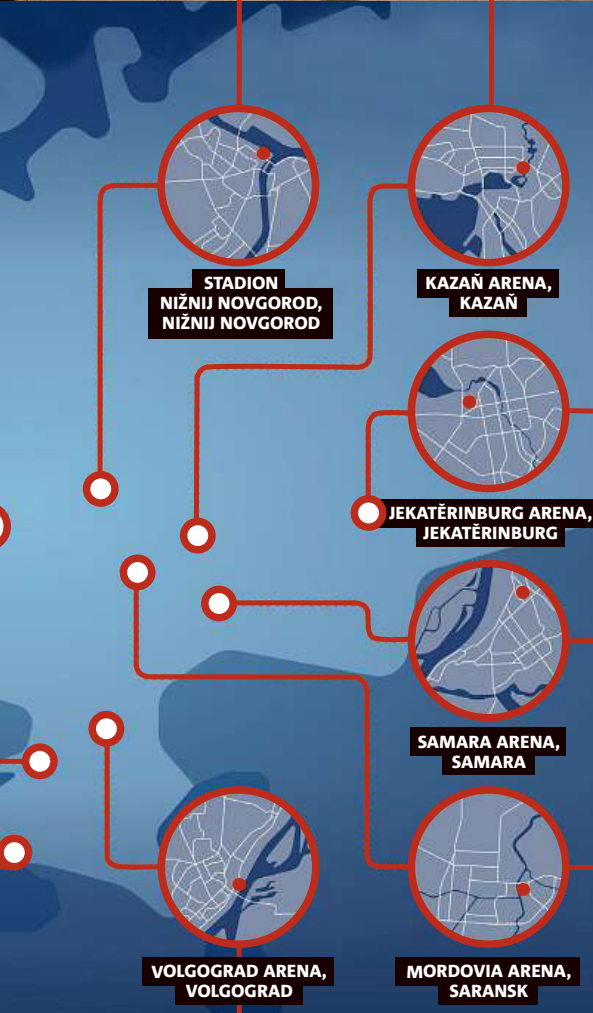 STADION
NIŽNIJ NOVGOROD,
NIŽNIJ NOVGOROD
KAZAŇ ARENA,
KAZAŇ
JEKATĚRINBURG ARENA,
JEKATĚRINBURG
SAMARA ARENA,
SAMARA
VOLGOGRAD ARENA,
VOLGOGRAD
MORDOVIA ARENA,
SARANSK